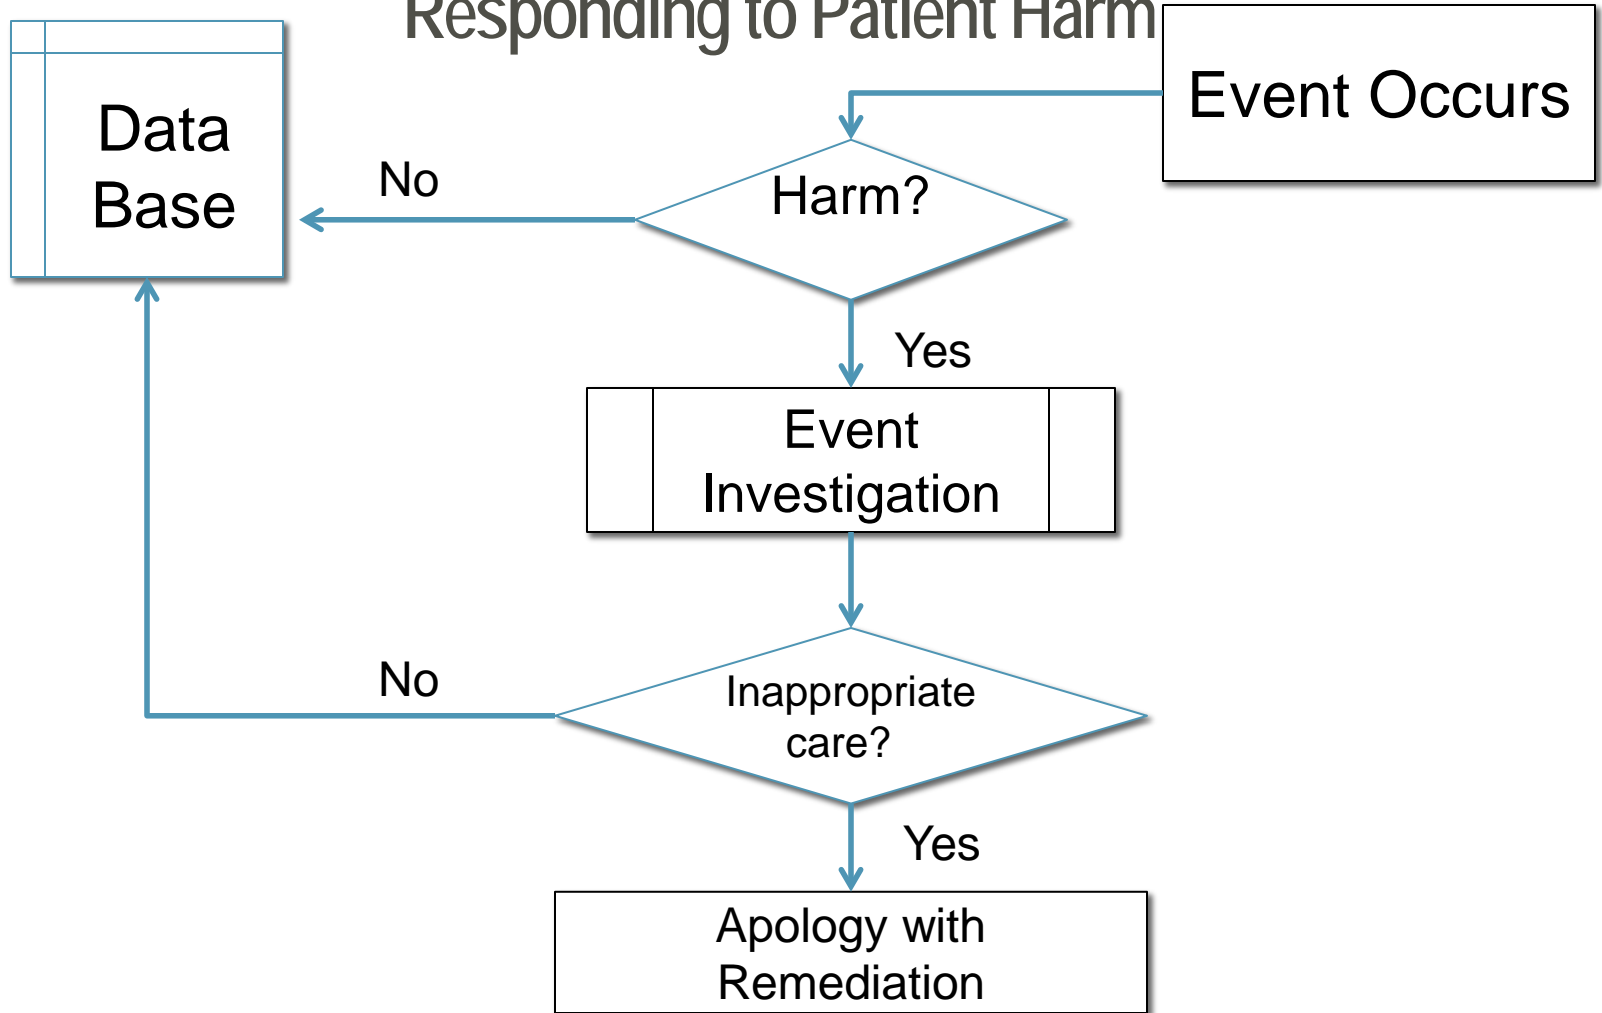 Responding to Patient Harm
Event Occurs
Data
Base
No
Harm?
Yes
Event
Investigation
No
Inappropriate
care?
Yes
Apology with
Remediation